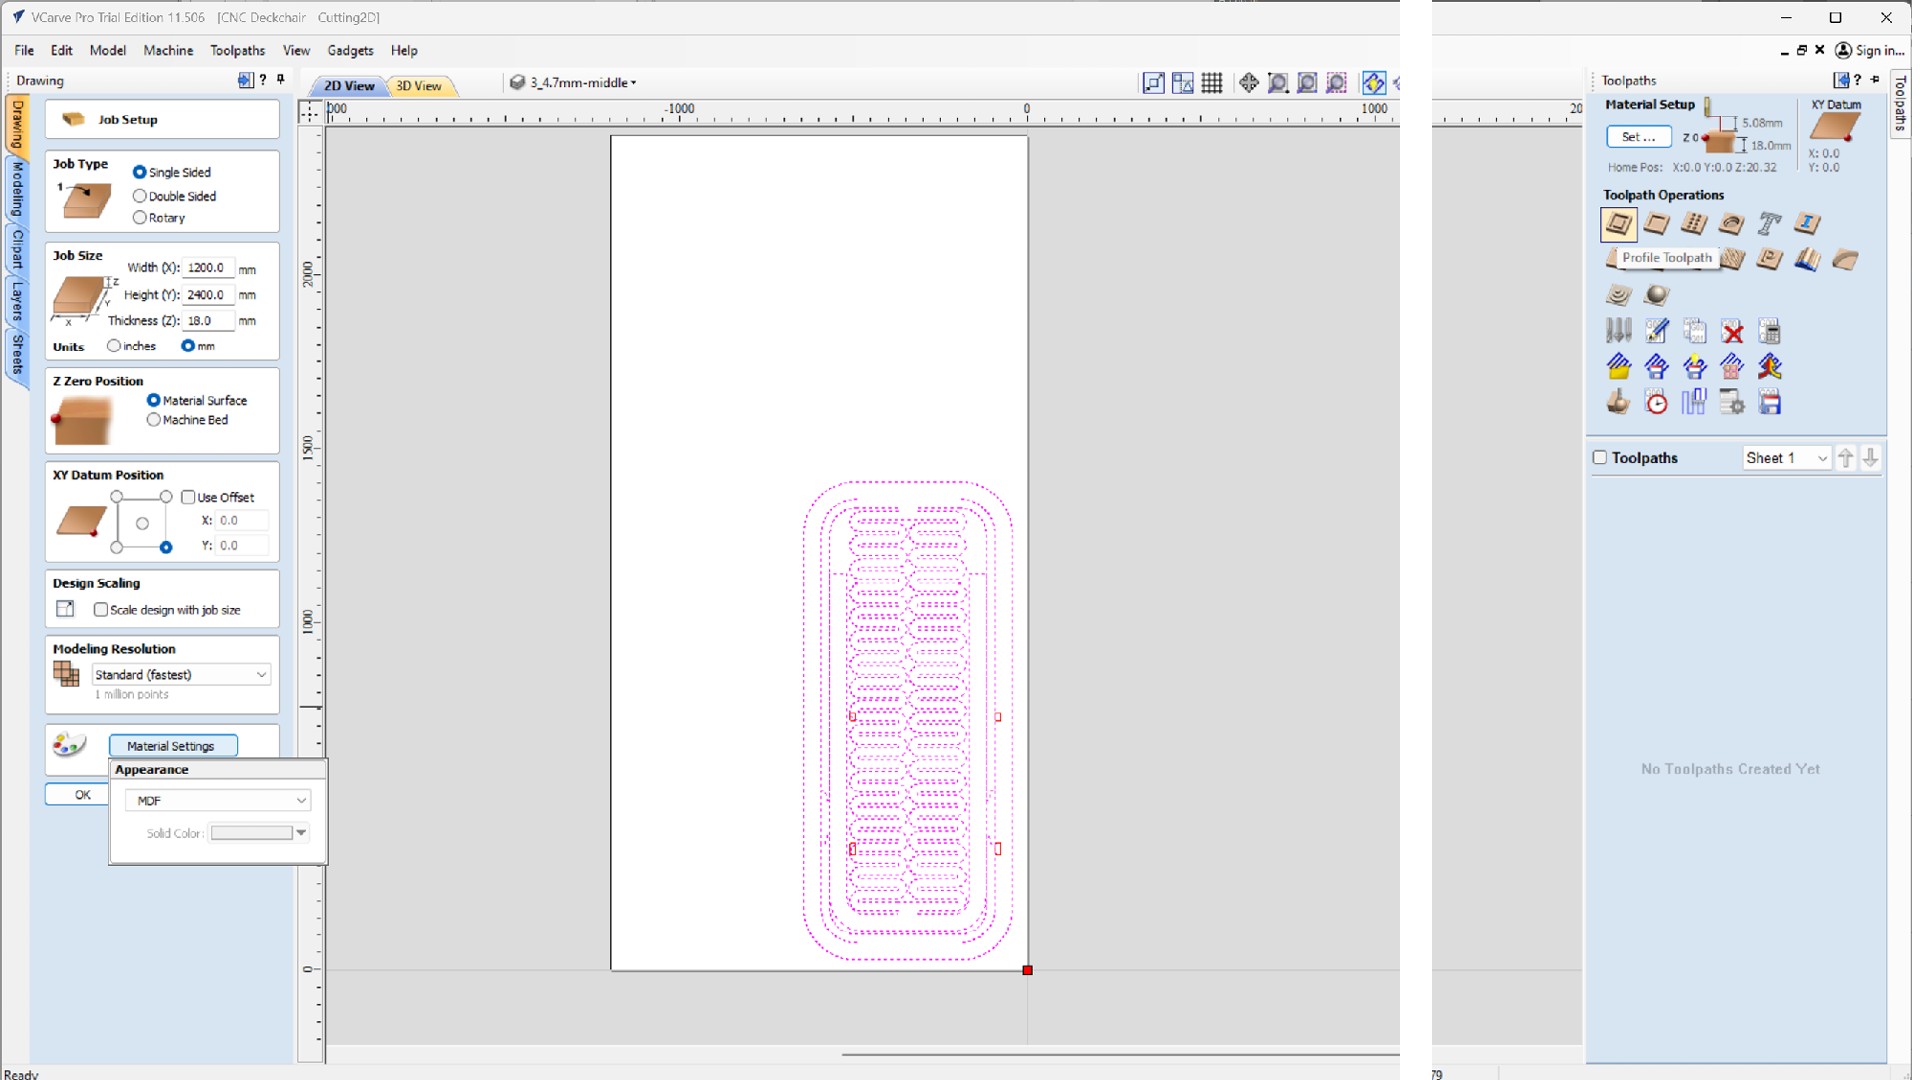 VCarve Pro Trial Edition 11.506 [CNC Deckchair Cutting2D]
File Edit Model Machine Toolpaths View Gadgets Help
Sign in...
Drawing
2D View
3D View
3_4.7mm-middle
Toolpaths
Drawing
Modeling
Clipart
Layers
Sheets
Job Setup
Job Type
1
Single Sided
Double Sided
Rotary
Job Size
Width (X): 1200.0 mm
Height (Y): 2400.0 mm
Thickness (Z): 18.0 mm
Z
Y
X
Units inches mm
Z Zero Position
Material Surface
Machine Bed
XY Datum Position
Use Offset
X: 0.0
Y: 0.0
Design Scaling
Scale design with job size
Modeling Resolution
Standard (fastest)
1 million points
Material Settings
Appearance
OK
MDF
Solid Color:
Ready
000
-1000
0
1000
20
2000
1500
1000
0
Toolpaths
Material Setup
XY Datum
Set ...
Z 0
5.08mm
18.0mm
X: 0.0
Y: 0.0
Home Pos: X:0.0 Y:0.0 Z:20.32
Toolpath Operations
Profile Toolpath
Toolpaths
Sheet 1
No Toolpaths Created Yet
79